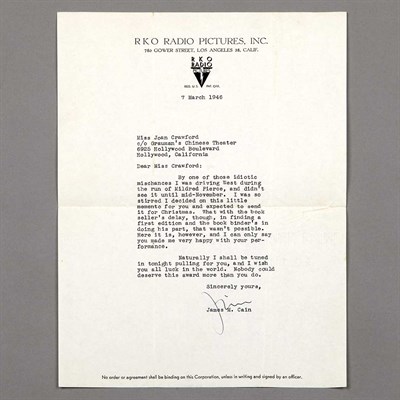 RKO RADIO PICTURES, INC.
780 GOWER STREET, LOS ANGELES 38, CALIF.
RKO
RADIO
7 March 1946
Miss Joan Crawford
c/o Grauman's Chinese Theater
6925 Hollywood Boulevard
Hollywood, California
Dear Miss Crawford:
By one of those idiotic
mischances I was driving West during
the run of Mildred Pierce, and didn't
see it until mid-November. I was so
stirred I decided on this little
memento for you and expected to send
it for Christmas. What with the book
seller's delay, though, in finding a
first edition and the book binder's in
doing his part, that wasn't possible.
Here it is, however, and I can only say
you made me very happy with your per-
formance.
Naturally I shall be tuned
in tonight pulling for you, and I wish
you all luck in the world. Nobody could
deserve this award more than you do.
Sincerely yours,
Jim
James M. Cain
No order or agreement shall be binding on this Corporation, unless in writing and signed by an officer.